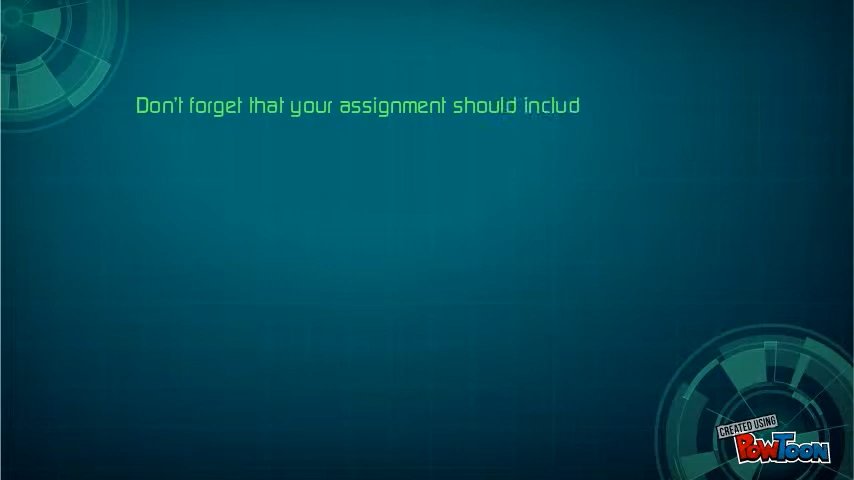 Don't forget that your assignment should includ
CREATED USING
POWTOON